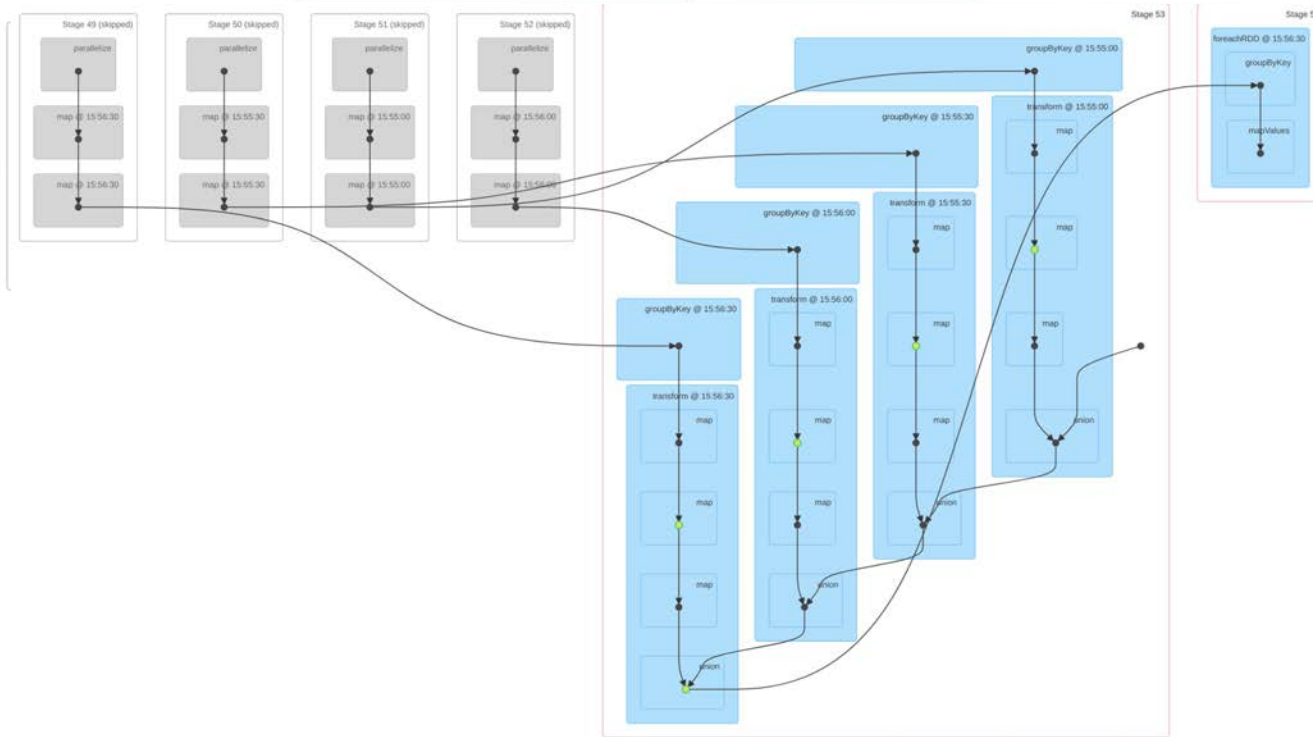 Stage 49 (skipped)
parallelize
map @ 15:56:30
map @ 15:56:30
Stage 50 (skipped)
parallelize
map @ 15:55:30
map @ 15:55:30
Stage 51 (skipped)
parallelize
map @ 15:55:00
map @ 15:55:00
Stage 52 (skipped)
parallelize
map @ 15:56:00
map @ 15:56:00
Stage 53
groupByKey @ 15:56:30
transform @ 15:56:30
map
map
map
union
groupByKey @ 15:56:00
transform @ 15:56:00
map
map
map
union
groupByKey @ 15:55:30
transform @ 15:55:30
map
map
map
union
groupByKey @ 15:55:00
transform @ 15:55:00
map
map
map
union
Stage 5
foreachRDD @ 15:56:30
groupByKey
mapValues